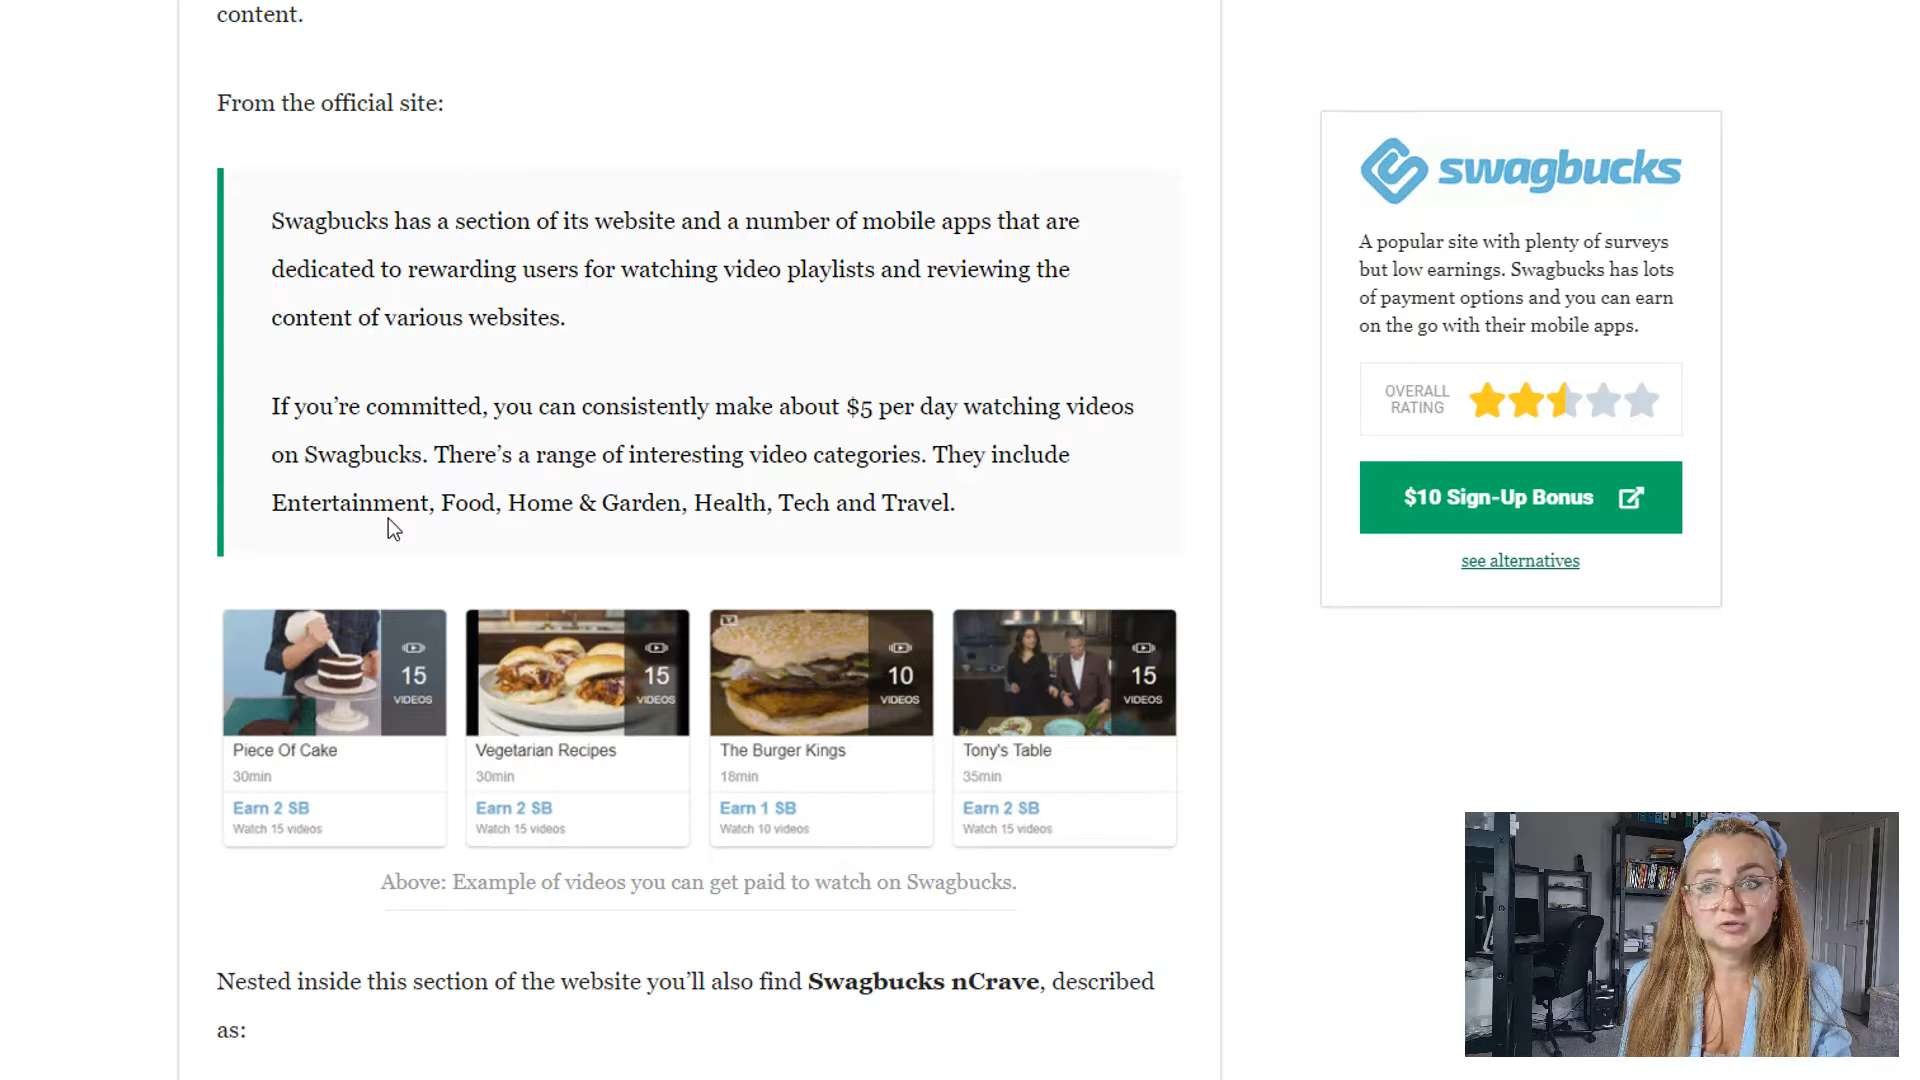 content.
From the official site:
Swagbucks has a section of its website and a number of mobile apps that are
dedicated to rewarding users for watching video playlists and reviewing the
content of various websites.
If you’re committed, you can consistently make about $5 per day watching videos
on Swagbucks. There’s a range of interesting video categories. They include
Entertainment, Food, Home & Garden, Health, Tech and Travel.
15
VIDEOS
Piece Of Cake
30min
Earn 2 SB
Watch 15 videos
15
VIDEOS
Vegetarian Recipes
30min
Earn 2 SB
Watch 15 videos
10
VIDEOS
The Burger Kings
18min
Earn 1 SB
Watch 10 videos
15
VIDEOS
Tony's Table
35min
Earn 2 SB
Watch 15 videos
Above: Example of videos you can get paid to watch on Swagbucks.
Nested inside this section of the website you’ll also find Swagbucks nCrave, described
as:
swagbucks
A popular site with plenty of surveys
but low earnings. Swagbucks has lots
of payment options and you can earn
on the go with their mobile apps.
OVERALL
RATING
$10 Sign-Up Bonus
see alternatives